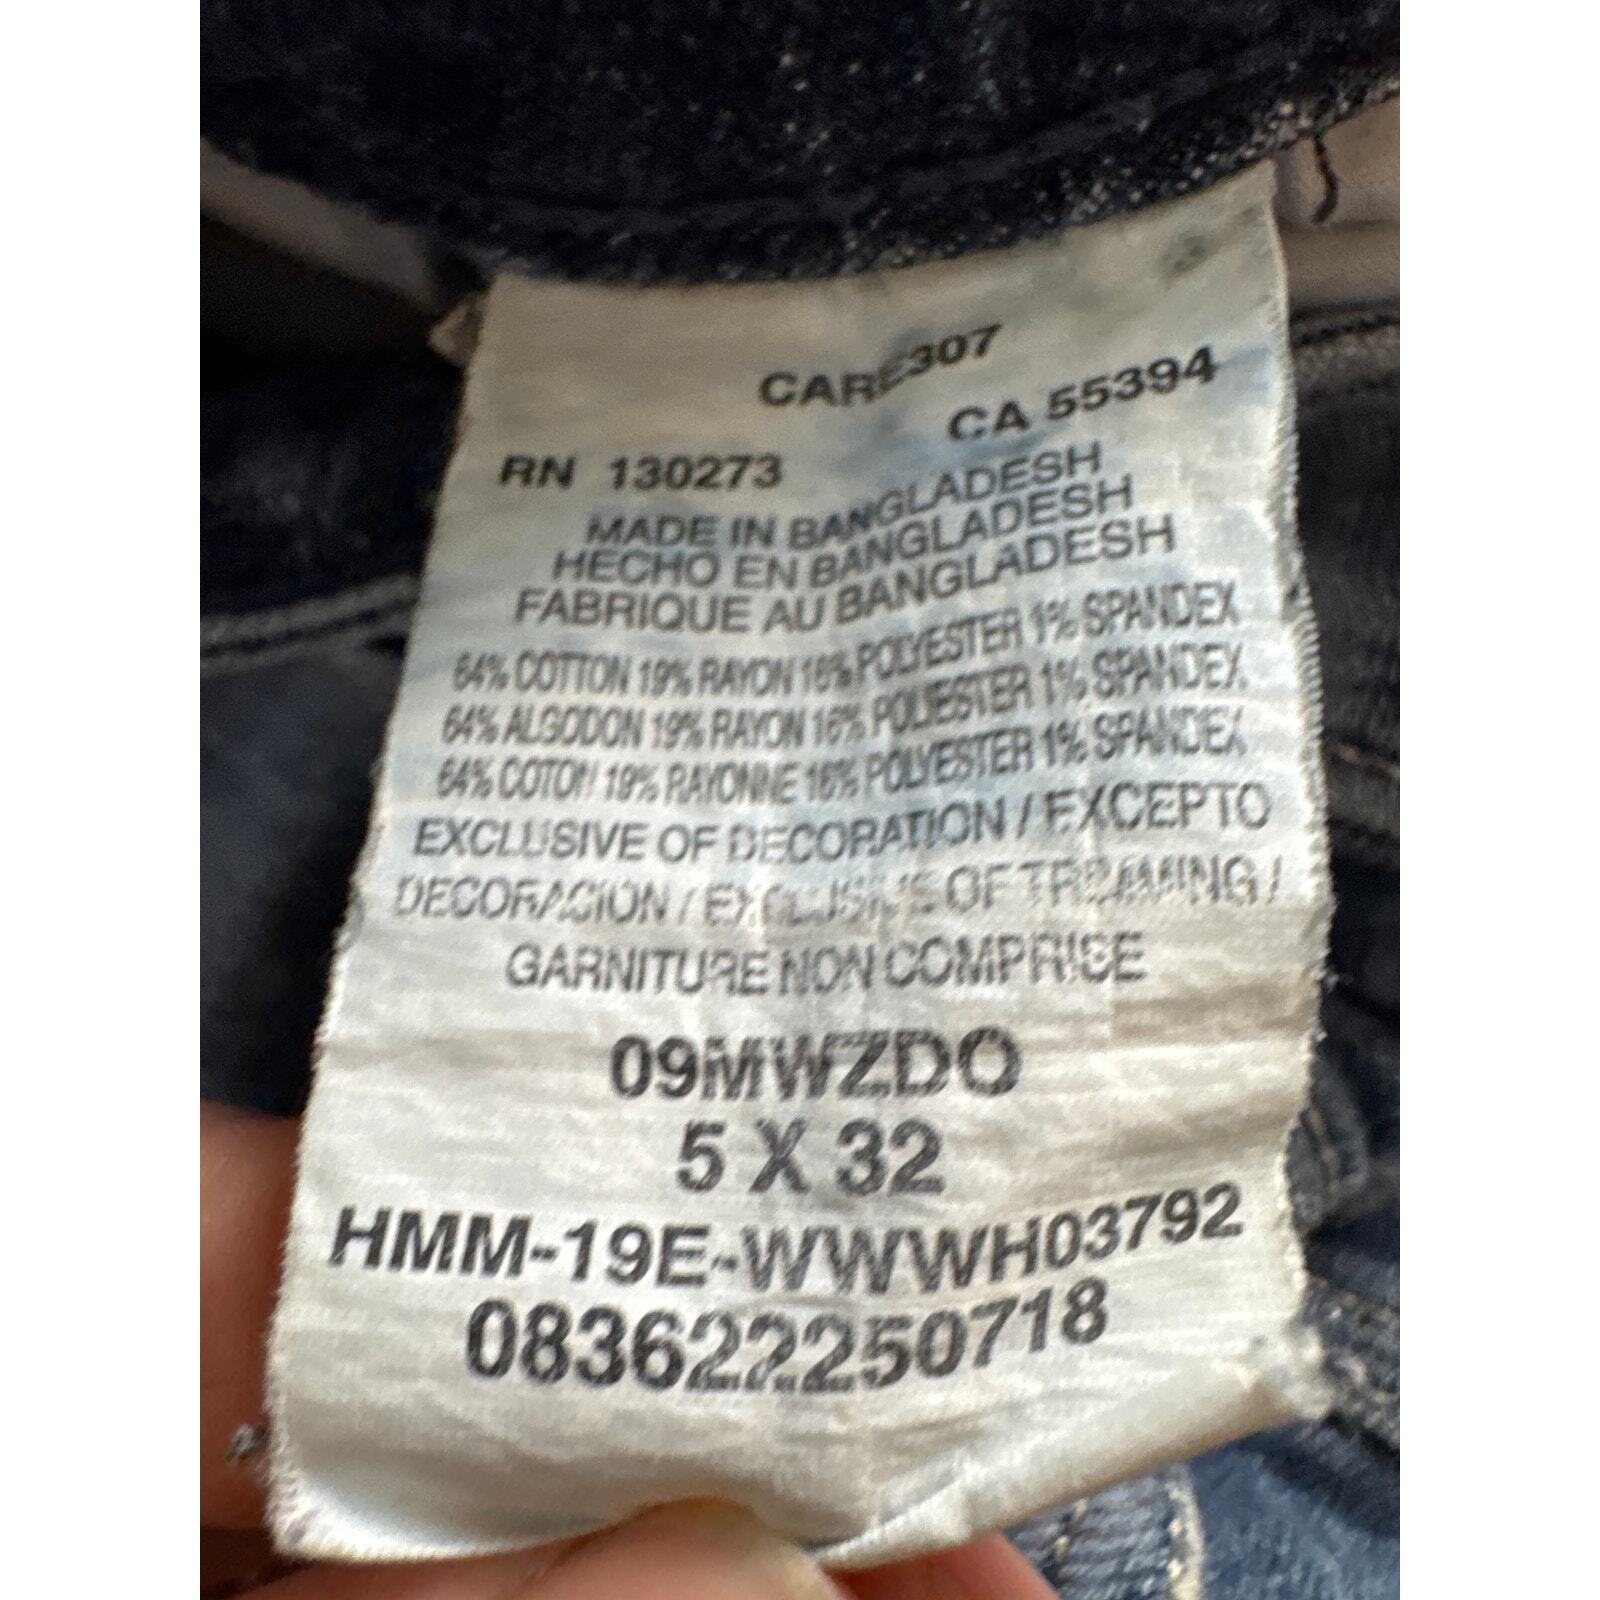 CARE307
CA 55394
RN 130273
MADE IN BANGLADESH
HECHO EN BANGLADESH
FABRIQUE AU BANGLADESH
64% COTTON 19% RAYON 16% POLYESTER 1% SPANDEX
64% ALGODON 19% RAYON 16% POLIESTER 1% SPANDEX
64% COTON 19% RAYONNE 16% POLYESTER 1% SPANDEX
EXCLUSIVE OF DECORATION / EXCEPTO
DECORACION / EXCLUSIVE OF TRIMMING /
GARNITURE NON COMPRISE
09MWZDO
5 X 32
HMM-19E-WWWH03792
083622250718